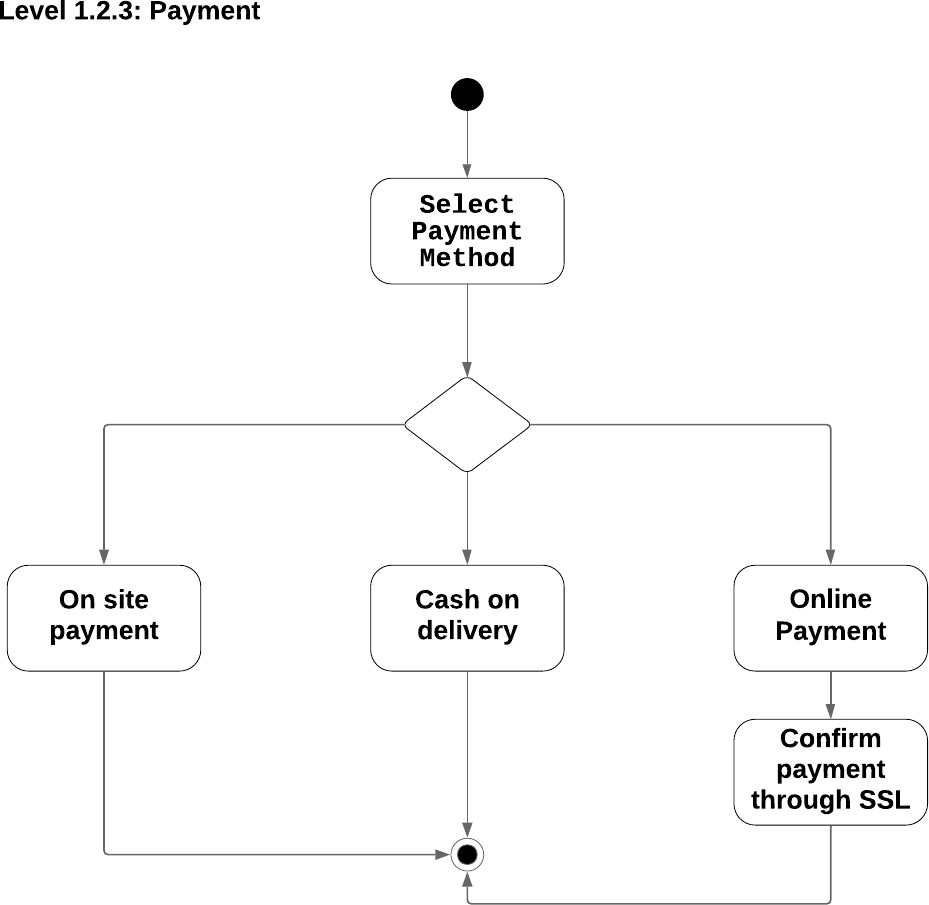 Level 1.2.3: Payment
Select
Payment
Method
On site
payment
Cash on
delivery
Online
Payment
Confirm
payment
through SSL